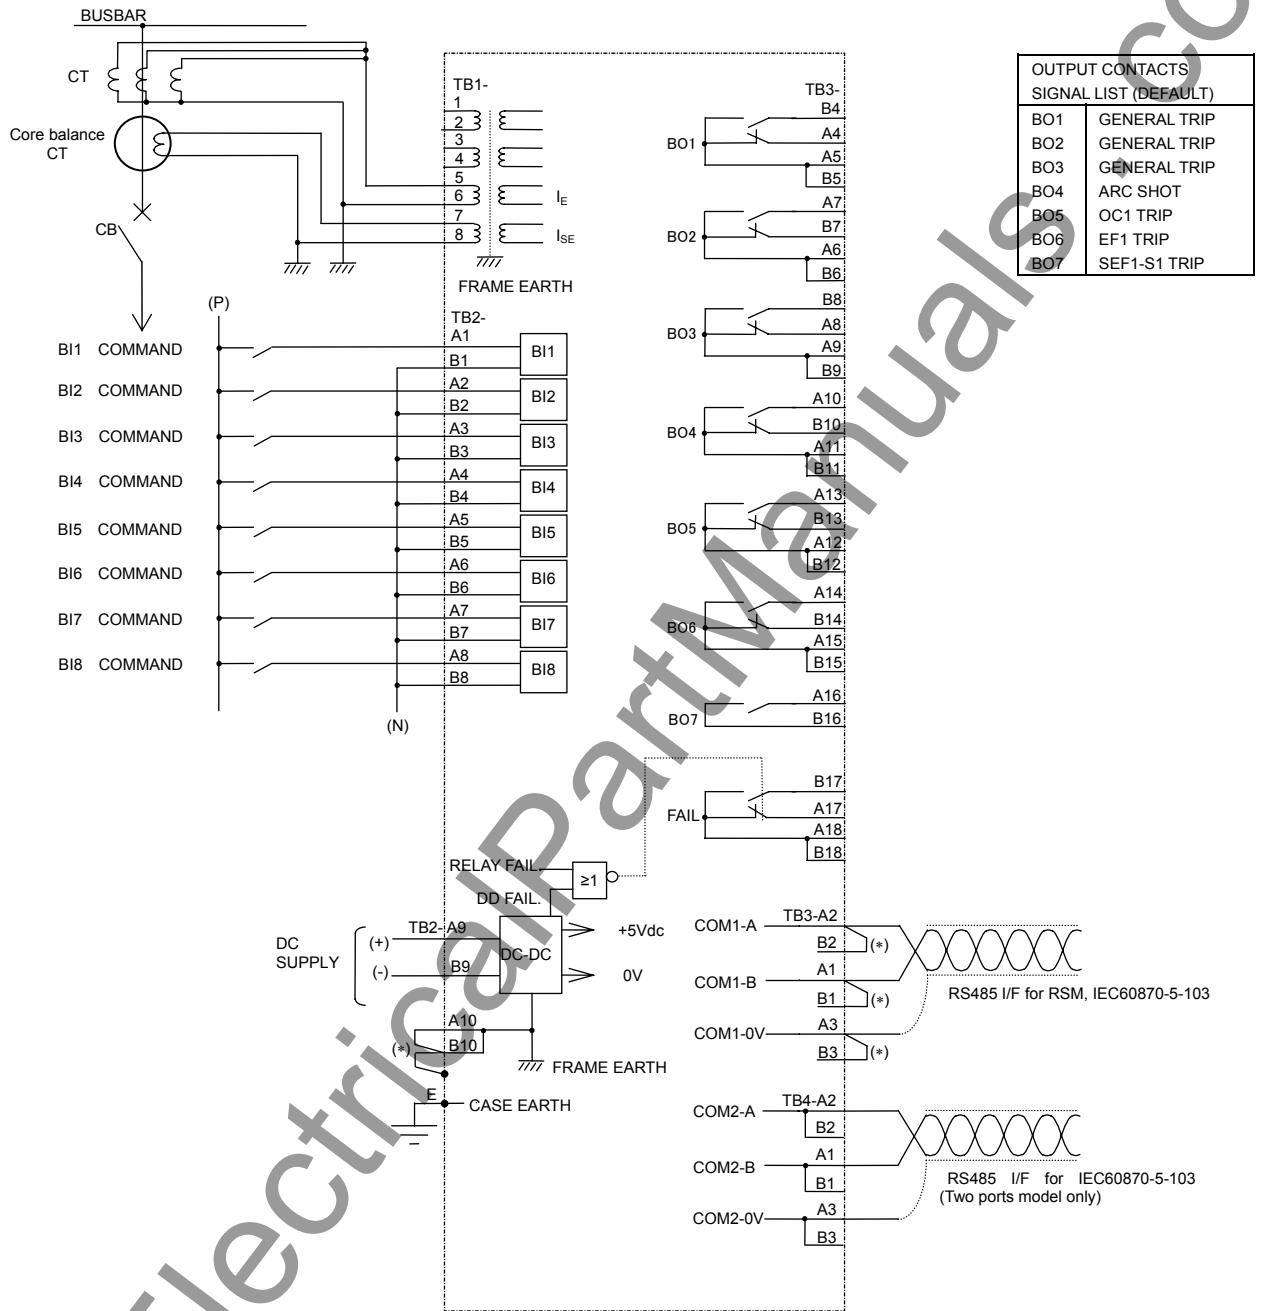 BUSBAR
CT
Core balance
CT
CB
TB1-
1
2
3
4
5
6
7
8
IE
ISE
FRAME EARTH
(P)
(N)
TB2-
BI1 COMMAND A1 B1 BI1
BI2 COMMAND A2 B2 BI2
BI3 COMMAND A3 B3 BI3
BI4 COMMAND A4 B4 BI4
BI5 COMMAND A5 B5 BI5
BI6 COMMAND A6 B6 BI6
BI7 COMMAND A7 B7 BI7
BI8 COMMAND A8 B8 BI8
TB3-
B4
BO1 A4
A5
B5
A7
BO2 B7
A6
B6
B8
BO3 A8
A9
B9
A10
BO4 B10
A11
B11
A13
BO5 B13
A12
B12
A14
BO6 B14
A15
B15
A16
BO7 B16
B17
FAIL A17
A18
B18
OUTPUT CONTACTS
SIGNAL LIST (DEFAULT)
BO1 GENERAL TRIP
BO2 GENERAL TRIP
BO3 GENERAL TRIP
BO4 ARC SHOT
BO5 OC1 TRIP
BO6 EF1 TRIP
BO7 SEF1-S1 TRIP
RELAY FAIL.
≥1
DD FAIL.
DC
SUPPLY
(+) TB2- A9
(-) B9
DC-DC
+5Vdc
0V
A10
(*) B10
FRAME EARTH
E
CASE EARTH
COM1-A TB3-A2
B2 (*)
COM1-B A1
B1 (*)
COM1-0V A3
B3 (*)
RS485 I/F for RSM, IEC60870-5-103
COM2-A TB4-A2
B2
COM2-B A1
B1
COM2-0V A3
B3
RS485 I/F for IEC60870-5-103
(Two ports model only)
ElectricalPartManuals . co